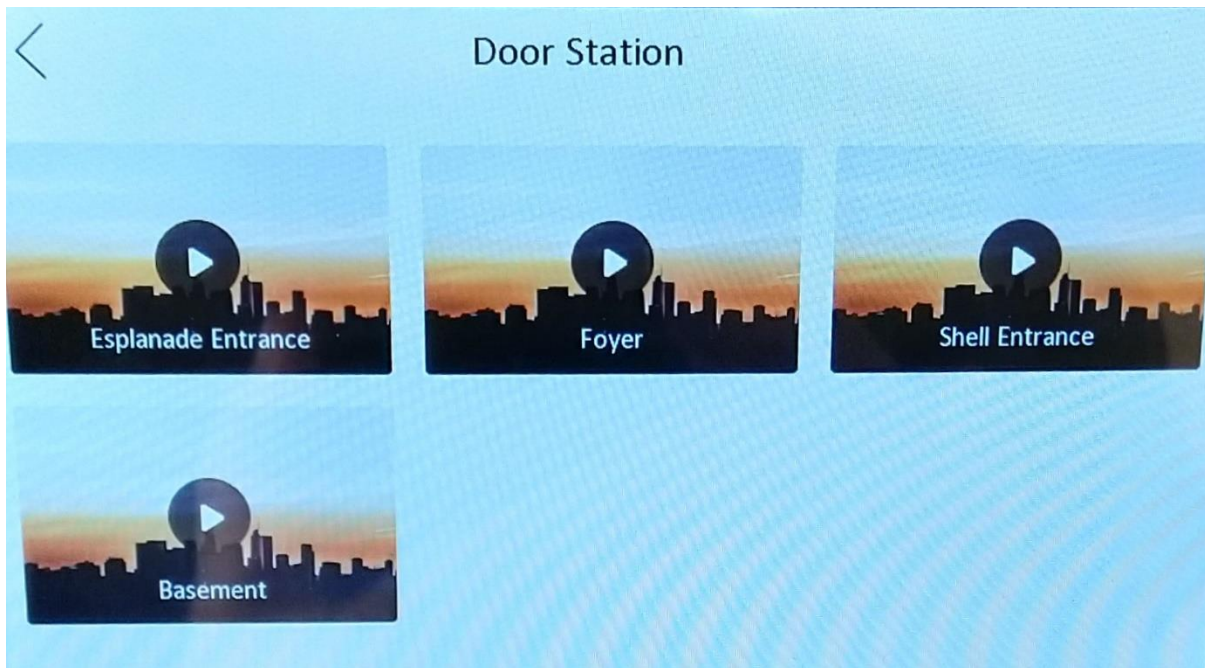 Door Station
Esplanade Entrance
Foyer
Shell Entrance
Basement